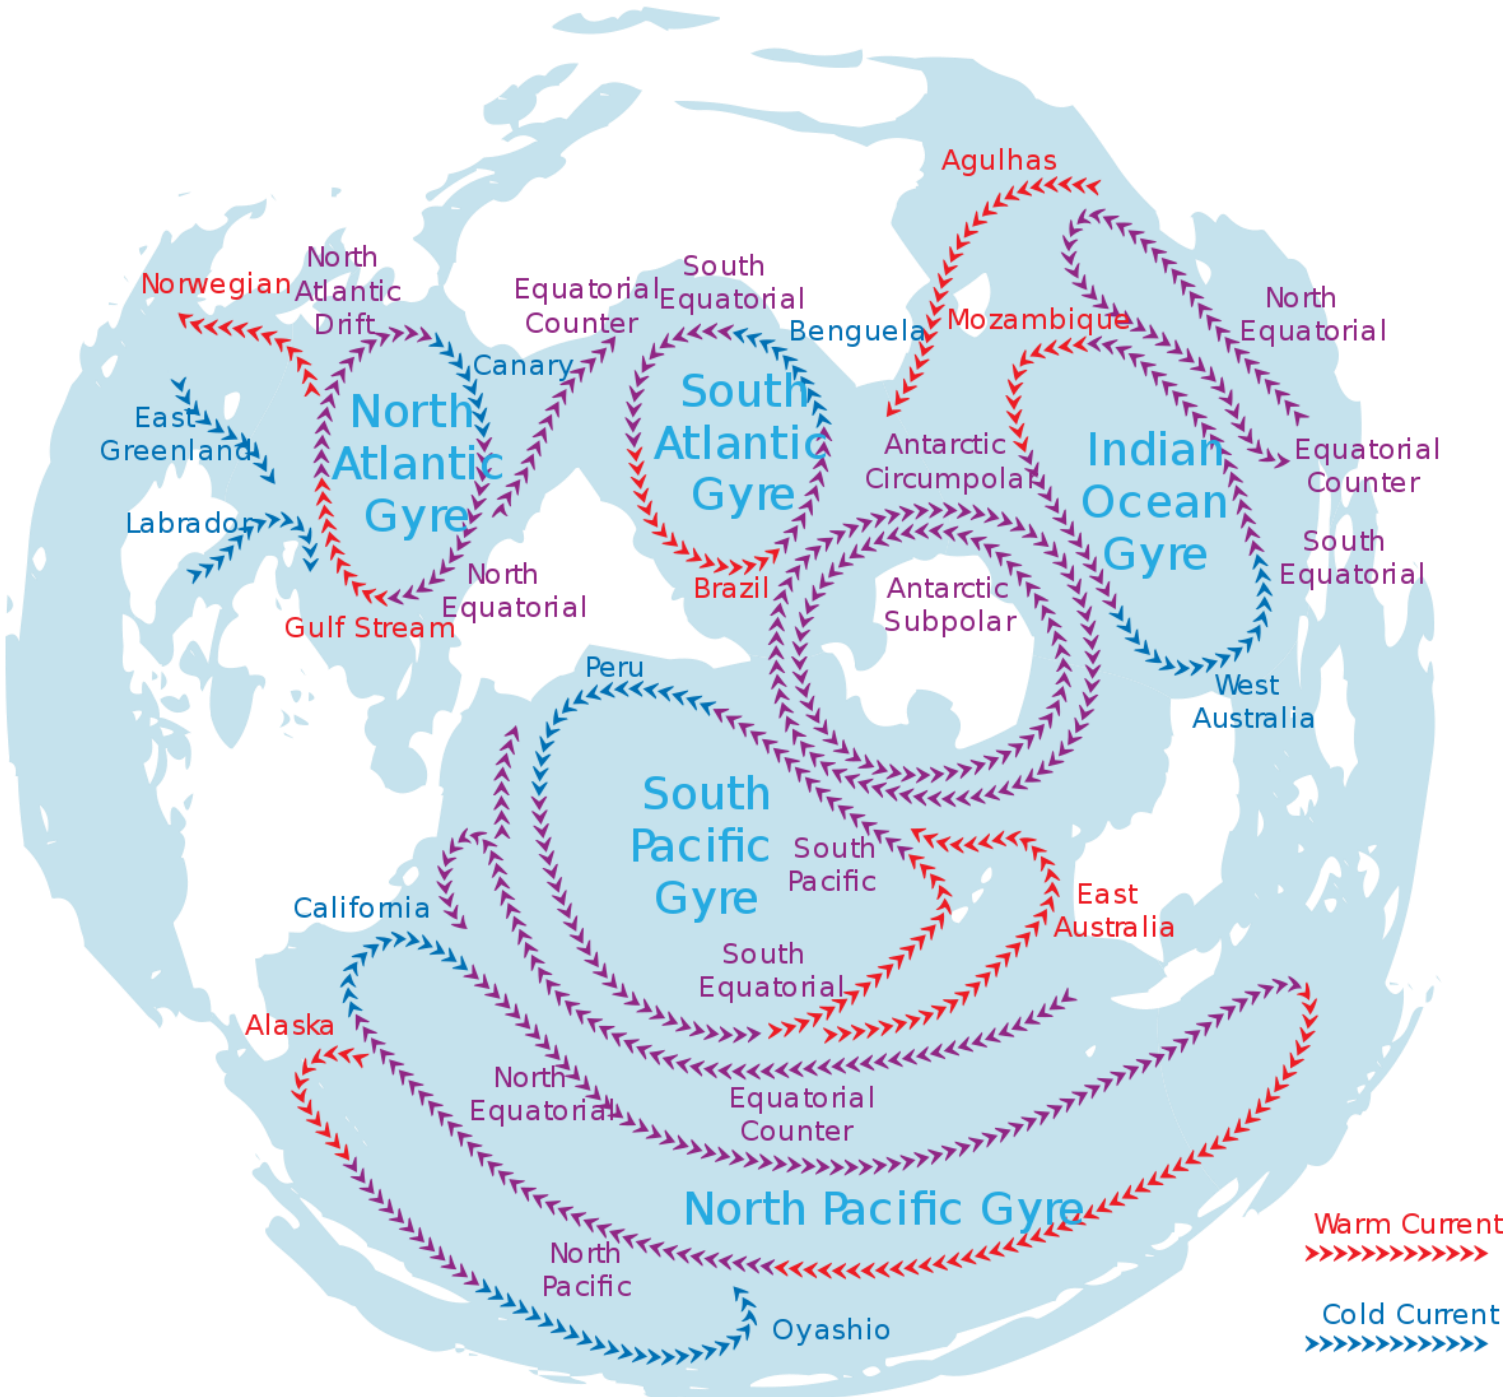 Agulhas
North
Atlantic
Drift
Norwegian
South
Equatorial
Equatorial
Counter
Benguela
Mozambique
North
Equatorial
Canary
East
Greenland
North
Atlantic
Gyre
South
Atlantic
Gyre
Antarctic
Circumpolar
Indian
Ocean
Gyre
Equatorial
Counter
Labrador
South
Equatorial
North
Equatorial
Brazil
Antarctic
Subpolar
Gulf Stream
Peru
West
Australia
South
Pacific
Gyre
South
Pacific
California
East
Australia
South
Equatorial
Alaska
North
Equatorial
Equatorial
Counter
North Pacific Gyre
North
Pacific
Oyashio
Warm Current
Cold Current